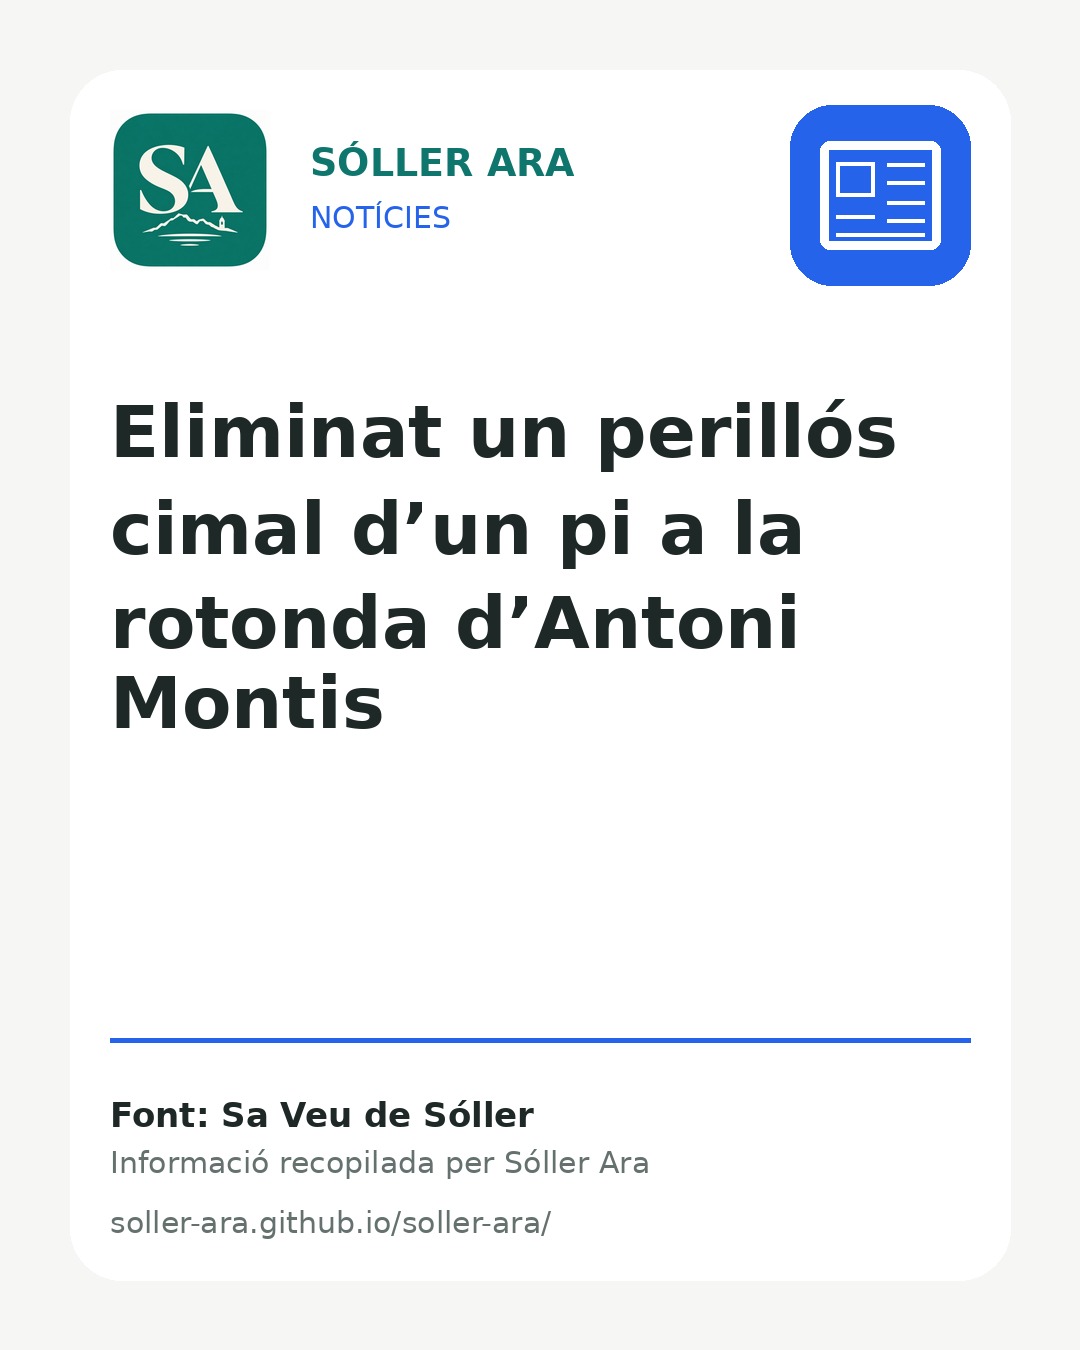 SA
SÓLLER ARA
NOTÍCIES
Eliminat un perillós
cimal d’un pi a la
rotonda d’Antoni
Montis
Font: Sa Veu de Sóller
Informació recopilada per Sóller Ara
soller-ara.github.io/soller-ara/